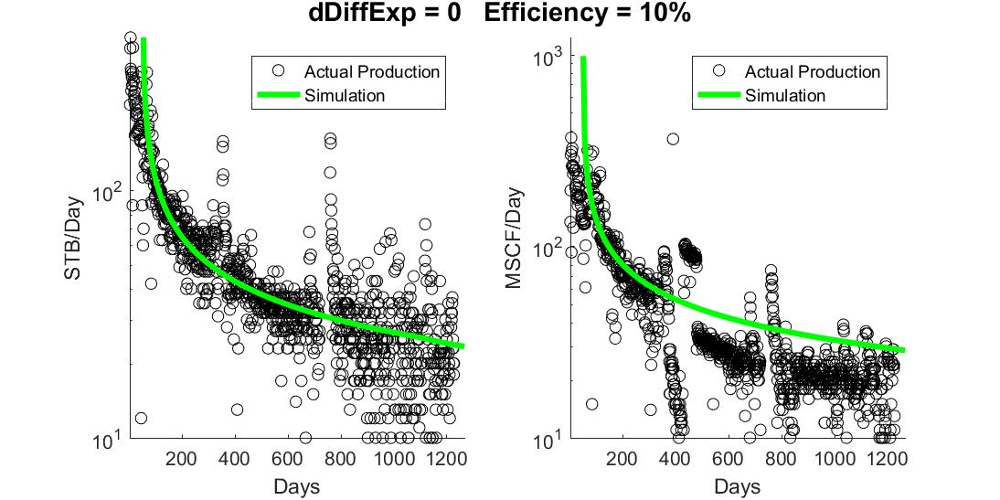 dDiffExp = 0   Efficiency = 10%
Actual Production
Simulation
10^2
10^1
STB/Day
200 400 600 800 1000 1200
Days
Actual Production
Simulation
10^3
10^2
10^1
MSCF/Day
200 400 600 800 1000 1200
Days